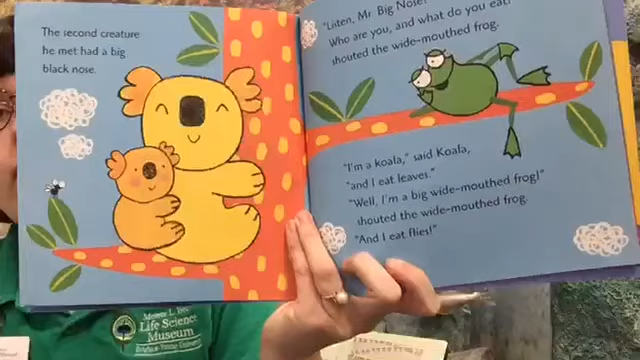 The second creature
he met had a big
black nose.
"Listen, Mr. Big Nose!
Who are you, and what do you eat?"
shouted the wide-mouthed frog.
"I'm a koala," said Koala,
"and I eat leaves."
"Well, I'm a big wide-mouthed frog!"
shouted the wide-mouthed frog.
"And I eat flies!"
Life Science
Museum